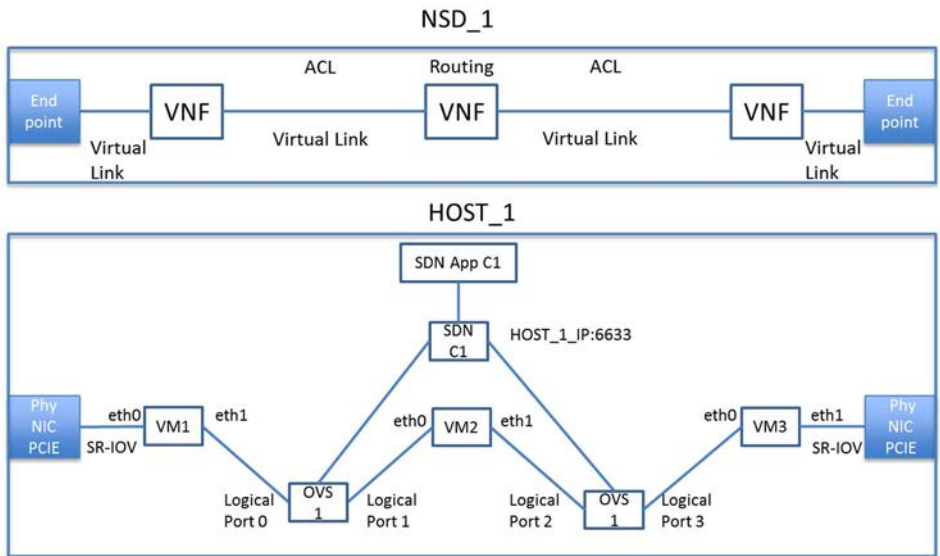 NSD_1
ACL
Routing
ACL
End
point
VNF
VNF
VNF
End
point
Virtual
Link
Virtual Link
Virtual Link
Virtual
Link
HOST_1
SDN App C1
SDN
C1
HOST_1_IP:6633
Phy
NIC
PCIE
eth0
VM1
eth1
SR-IOV
eth0
VM2
eth1
eth0
VM3
eth1
SR-IOV
Phy
NIC
PCIE
Logical
Port 0
OVS
1
Logical
Port 1
Logical
Port 2
OVS
1
Logical
Port 3